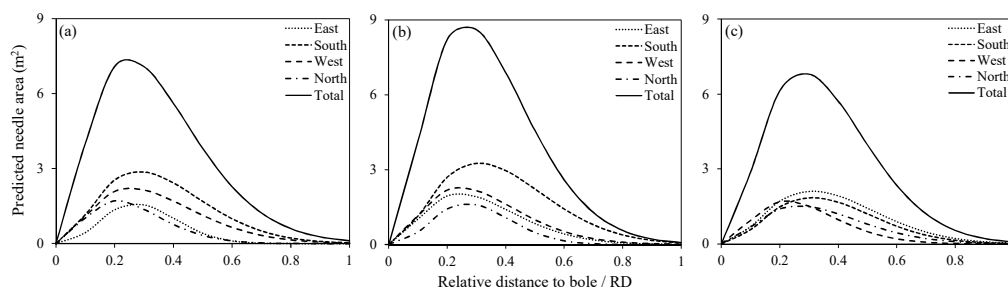 Predicted needle area (m²)
9
6
3
0
(a)
East
South
West
North
Total
0 0.2 0.4 0.6 0.8 1
9
6
3
0
(b)
East
South
West
North
Total
0 0.2 0.4 0.6 0.8 1
9
6
3
0
(c)
East
South
West
North
Total
0 0.2 0.4 0.6 0.8
Relative distance to bole / RD